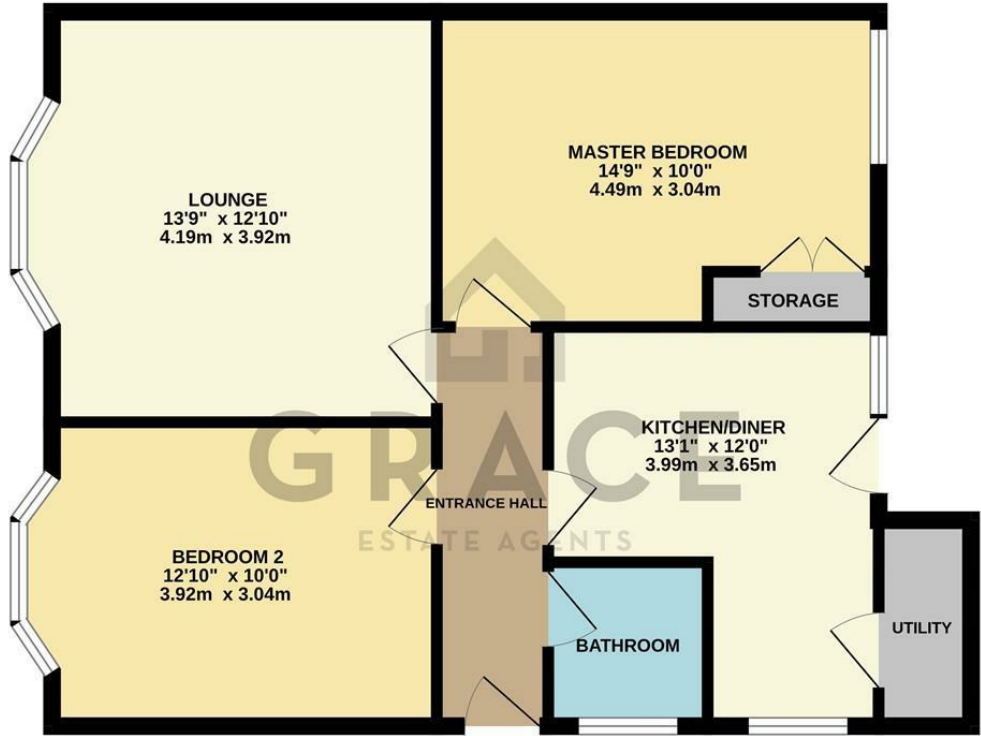 LOUNGE
13'9" x 12'10"
4.19m x 3.92m
MASTER BEDROOM
14'9" x 10'0"
4.49m x 3.04m
STORAGE
KITCHEN/DINER
13'1" x 12'0"
3.99m x 3.65m
GRACE
ESTATE AGENTS
ENTRANCE HALL
BEDROOM 2
12'10" x 10'0"
3.92m x 3.04m
BATHROOM
UTILITY